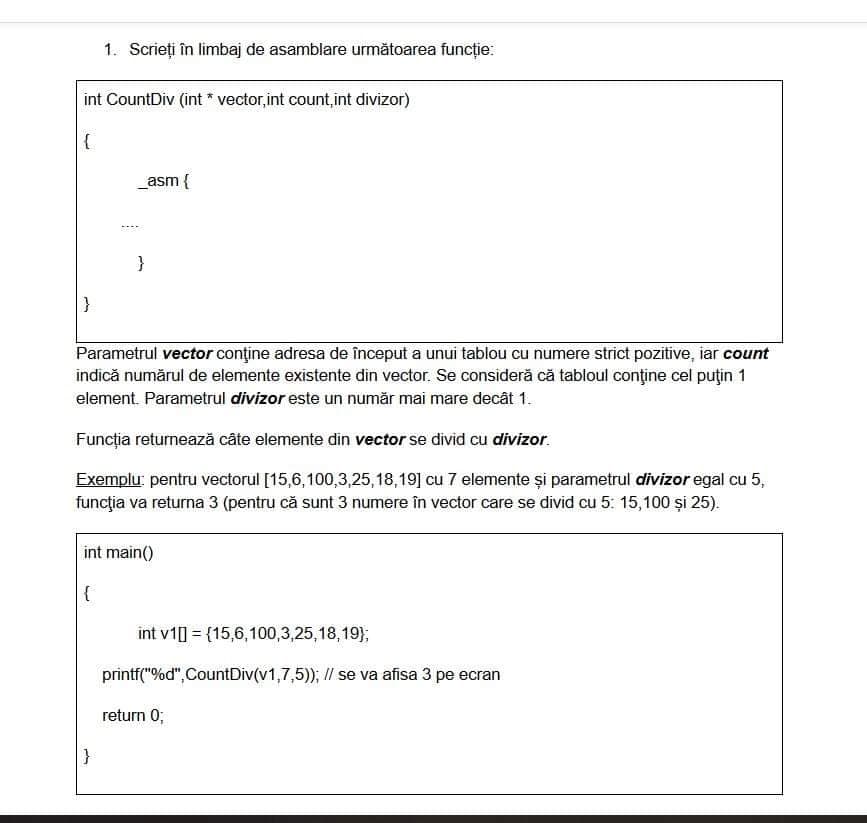 1. Scrieți în limbaj de asamblare următoarea funcție:
int CountDiv (int * vector,int count,int divizor)
{
_asm {
....
}
}
Parametrul vector conţine adresa de început a unui tablou cu numere strict pozitive, iar count
indică numărul de elemente existente din vector. Se consideră că tabloul conţine cel puţin 1
element. Parametrul divizor este un număr mai mare decât 1.
Funcția returnează câte elemente din vector se divid cu divizor.
Exemplu: pentru vectorul [15,6,100,3,25,18,19] cu 7 elemente și parametrul divizor egal cu 5,
funcţia va returna 3 (pentru că sunt 3 numere în vector care se divid cu 5: 15,100 și 25).
int main()
{
int v1[] = {15,6,100,3,25,18,19};
printf("%d",CountDiv(v1,7,5)); // se va afisa 3 pe ecran
return 0;
}